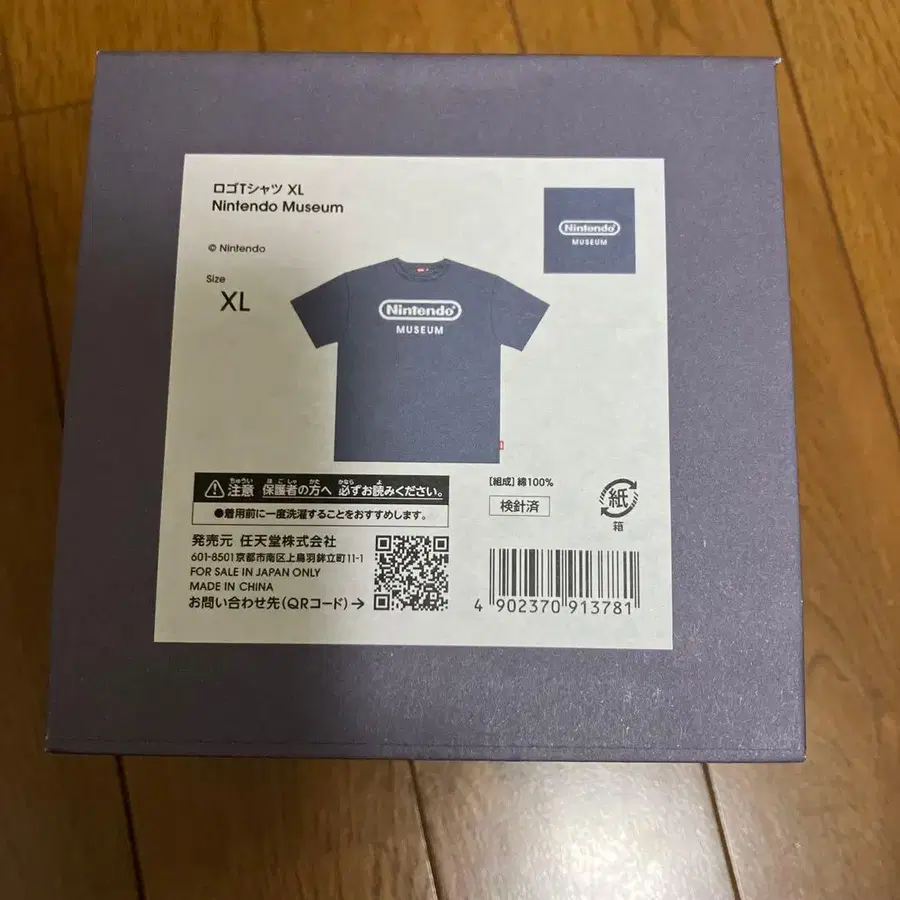 ロゴTシャツ XL
Nintendo Museum
© Nintendo
Size
XL
Nintendo
MUSEUM
Nintendo®
MUSEUM
注意 保護者の方へ 必ずお読みください。
●着用前に一度洗濯することをおすすめします。
発売元 任天堂株式会社
601-8501京都市南区上鳥羽鉾立町11-1
FOR SALE IN JAPAN ONLY
MADE IN CHINA
お問い合わせ先(QRコード)→
【組成】綿100%
検針済
紙
箱
4 902370 913781